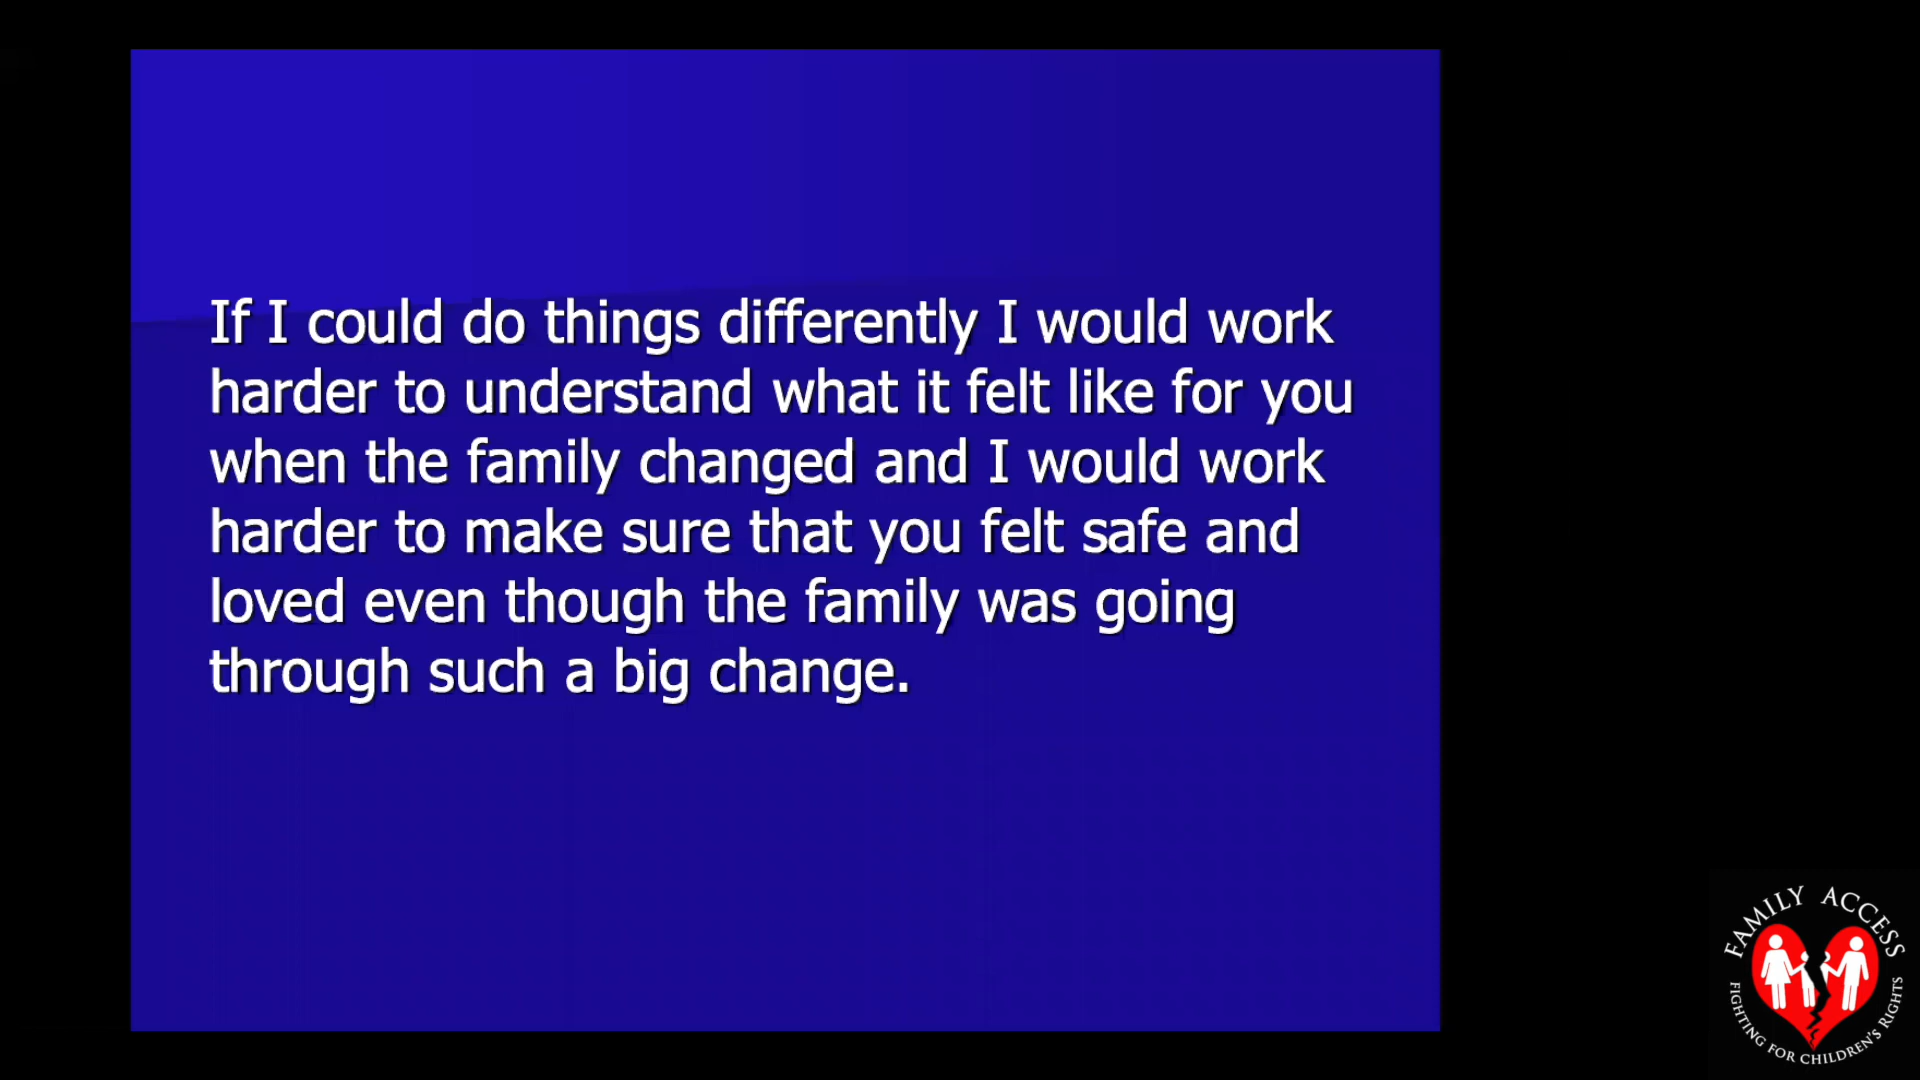 If I could do things differently I would work
harder to understand what it felt like for you
when the family changed and I would work
harder to make sure that you felt safe and
loved even though the family was going
through such a big change.
FAMILY ACCESS
FIGHTING FOR CHILDREN'S RIGHTS